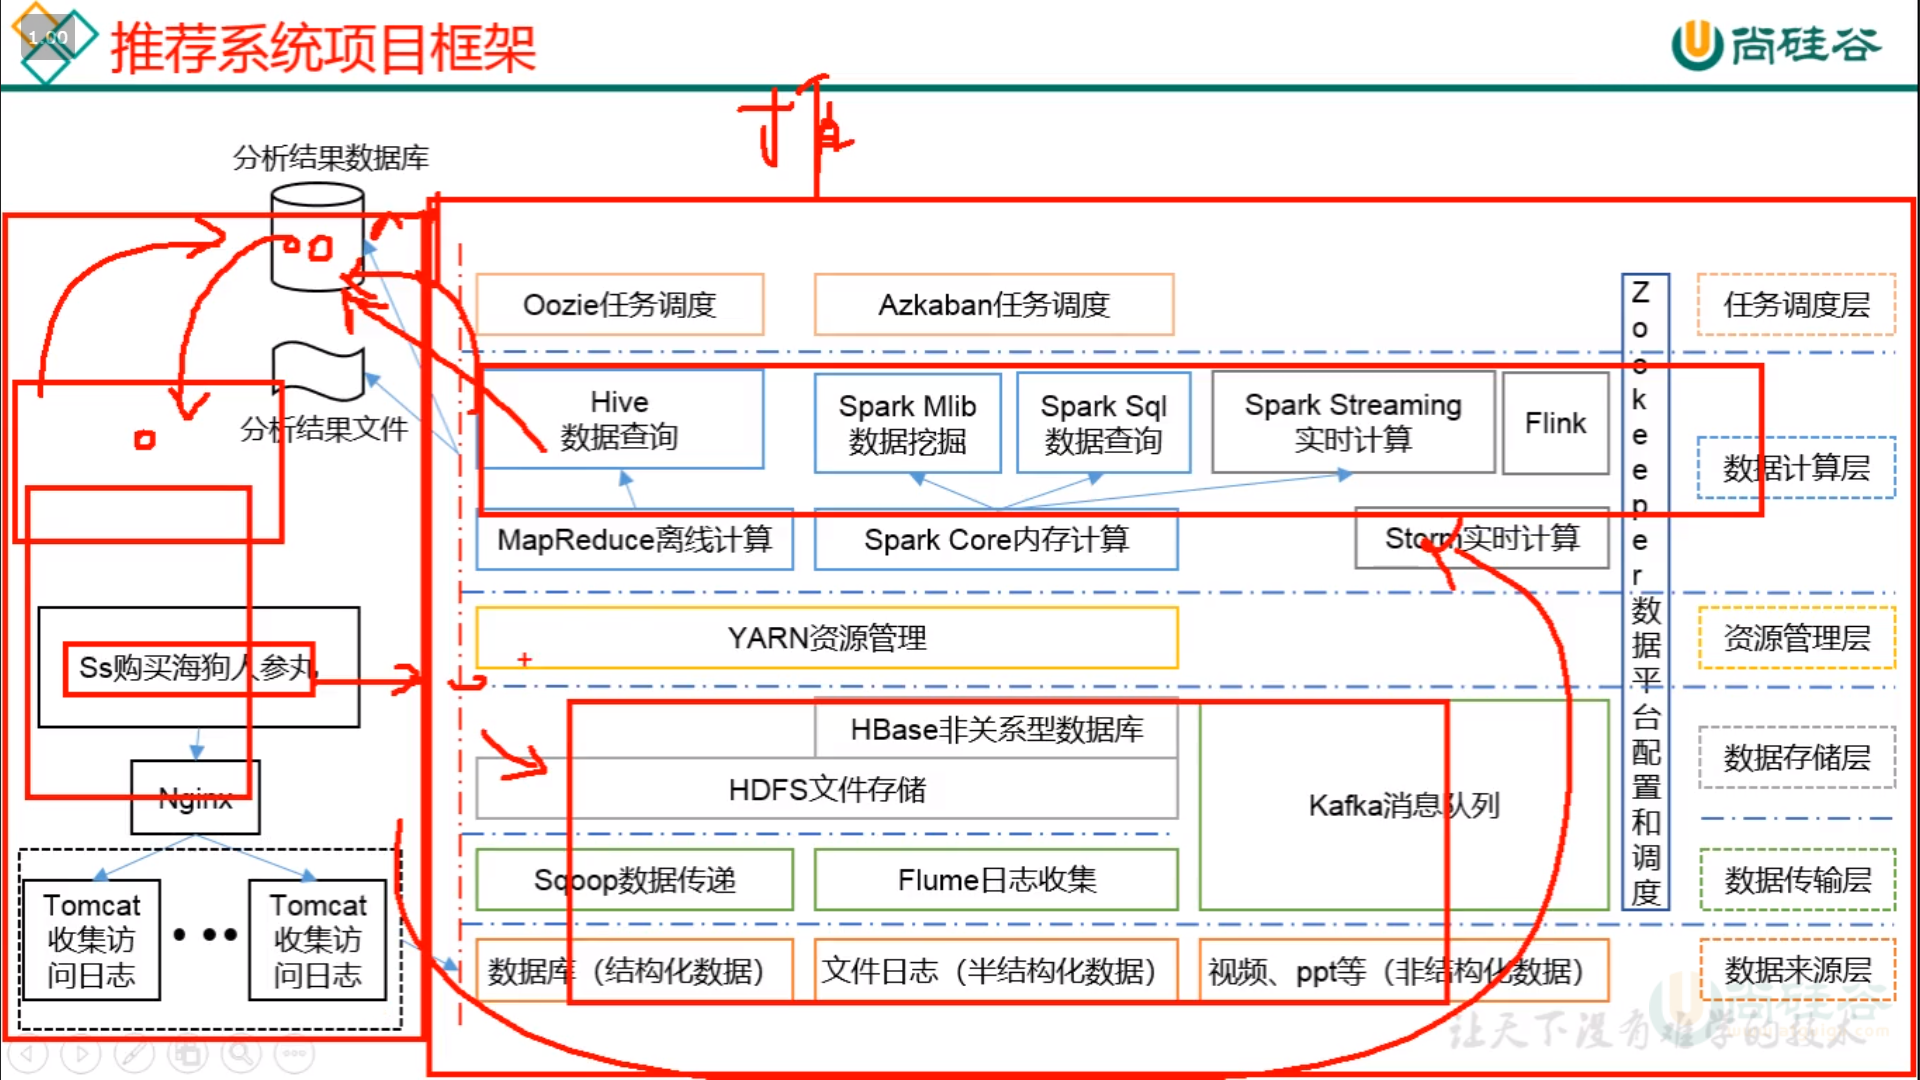 1.00
推荐系统项目框架
尚硅谷
分析结果数据库
分析结果文件
Ss购买海狗人参丸
Nginx
Tomcat
收集访
问日志
Tomcat
收集访
问日志
Oozie任务调度
Azkaban任务调度
任务调度层
Hive
数据查询
Spark Mlib
数据挖掘
Spark Sql
数据查询
Spark Streaming
实时计算
Flink
数据计算层
MapReduce离线计算
Spark Core内存计算
Storm实时计算
YARN资源管理
资源管理层
HBase非关系型数据库
HDFS文件存储
Kafka消息队列
数据存储层
Sqoop数据传递
Flume日志收集
数据传输层
数据库（结构化数据）
文件日志（半结构化数据）
视频、ppt等（非结构化数据）
数据来源层
Zookeeper数据平台配置和调度
尚硅谷
让天下没有难学的技术